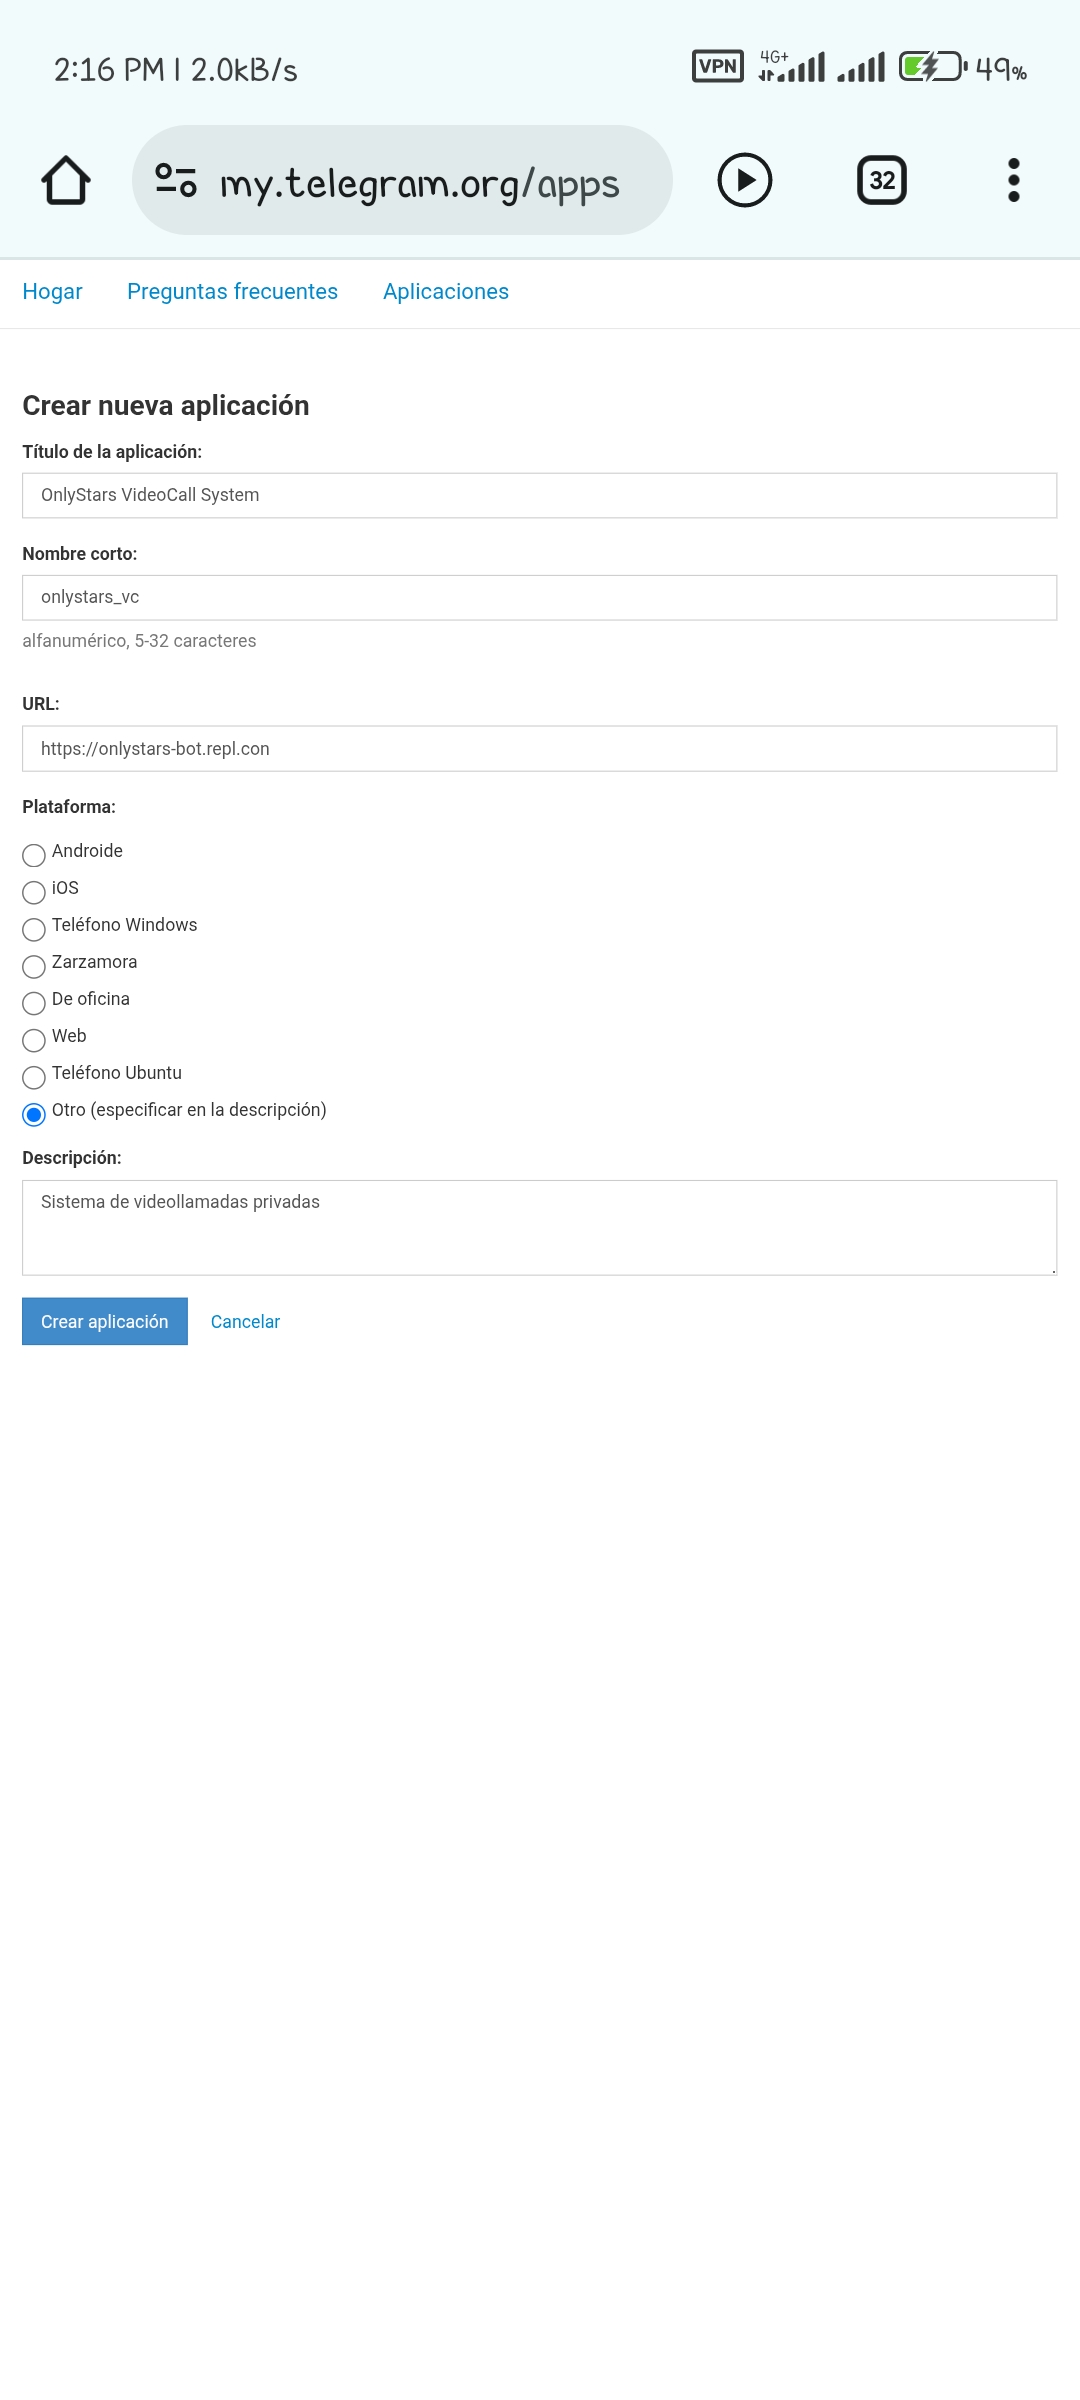 2:16 PM | 2.0kB/s VPN 4G+ 49%
my.telegram.org/apps 32
Hogar Preguntas frecuentes Aplicaciones
Crear nueva aplicación
Título de la aplicación:
OnlyStars VideoCall System
Nombre corto:
onlystars_vc
alfanumérico, 5-32 caracteres
URL:
https://onlystars-bot.repl.con
Plataforma:
Androide
iOS
Teléfono Windows
Zarzamora
De oficina
Web
Teléfono Ubuntu
Otro (especificar en la descripción)
Descripción:
Sistema de videollamadas privadas
Crear aplicación Cancelar